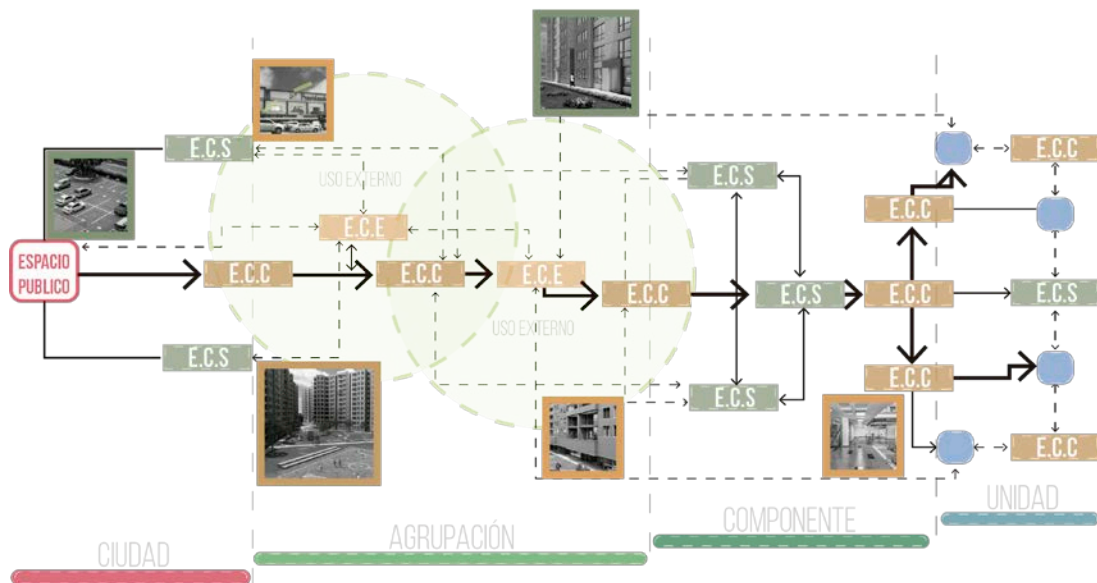 E.C.S
USO EXTERNO
E.C.E
ESPACIO
PUBLICO
E.C.C
E.C.C
E.C.E
E.C.C
USO EXTERNO
E.C.S
E.C.S
E.C.S
E.C.S
E.C.C
E.C.C
E.C.C
E.C.C
E.C.S
E.C.C
CIUDAD
AGRUPACIÓN
COMPONENTE
UNIDAD